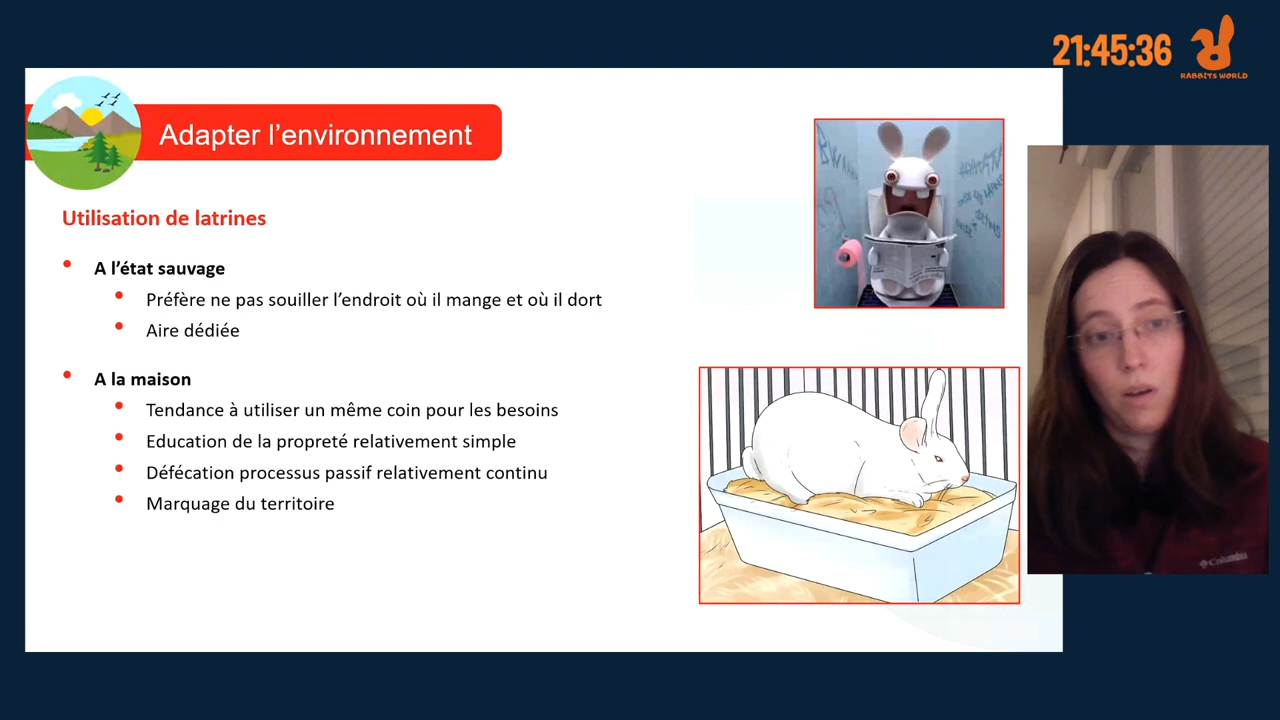 21:45:36
RABBITS WORLD
Adapter l’environnement
Utilisation de latrines
A l’état sauvage
Préfère ne pas souiller l’endroit où il mange et où il dort
Aire dédiée
A la maison
Tendance à utiliser un même coin pour les besoins
Education de la propreté relativement simple
Défécation processus passif relativement continu
Marquage du territoire
Columbia